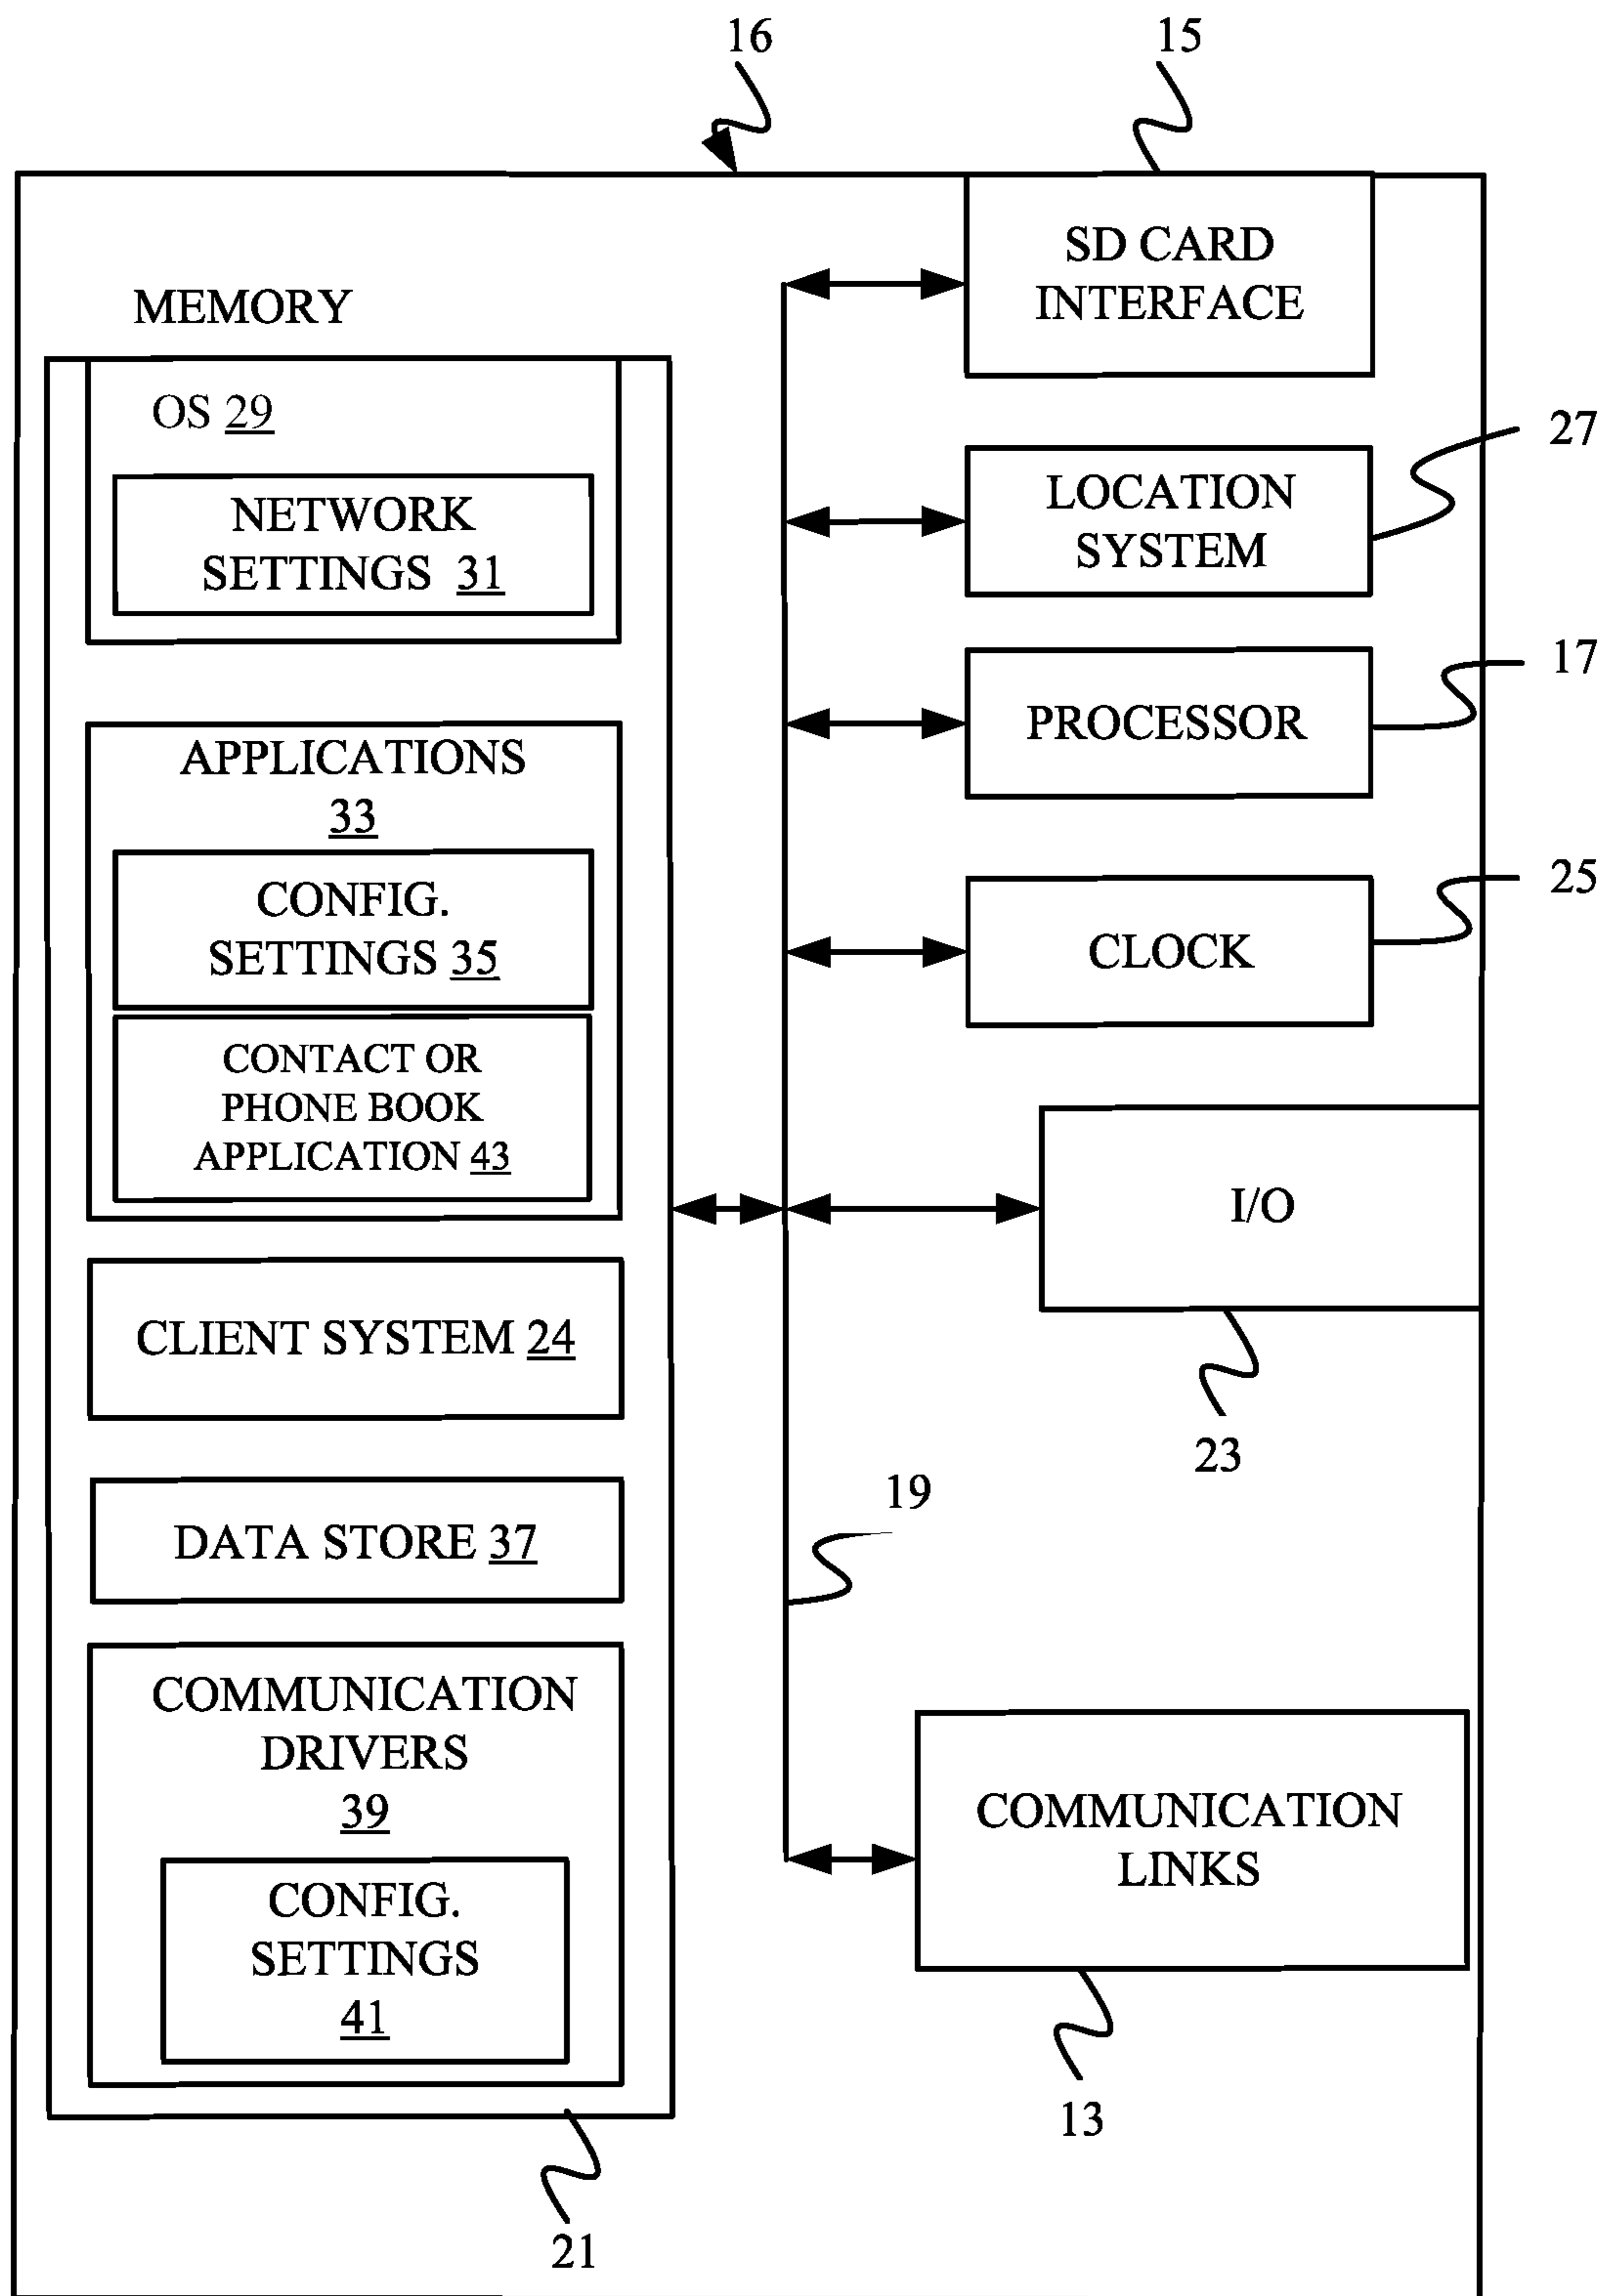 16
15
SD CARD
INTERFACE
MEMORY
OS 29
NETWORK
SETTINGS 31
APPLICATIONS
33
CONFIG.
SETTINGS 35
CONTACT OR
PHONE BOOK
APPLICATION 43
CLIENT SYSTEM 24
DATA STORE 37
COMMUNICATION
DRIVERS
39
CONFIG.
SETTINGS
41
21
27
LOCATION
SYSTEM
17
PROCESSOR
25
CLOCK
I/O
23
19
COMMUNICATION
LINKS
13